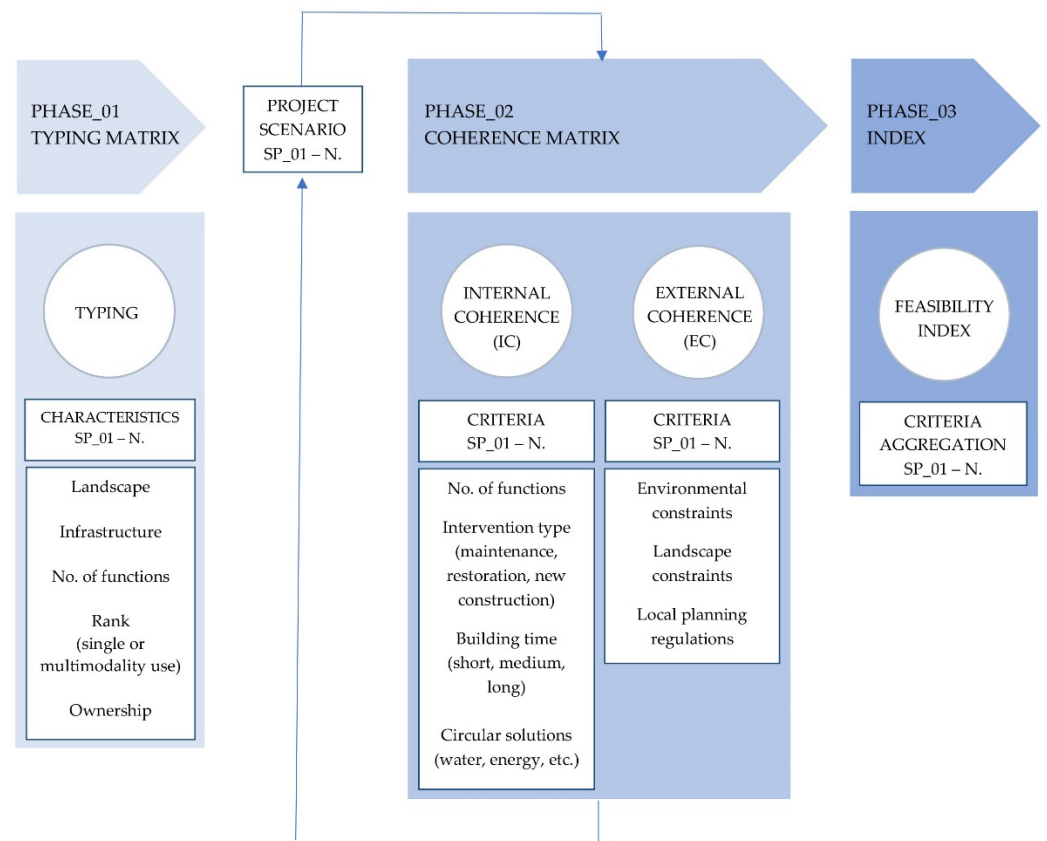 PHASE_01
TYPING MATRIX
PROJECT
SCENARIO
SP_01 – N.
PHASE_02
COHERENCE MATRIX
PHASE_03
INDEX
TYPING
CHARACTERISTICS
SP_01 – N.
Landscape
Infrastructure
No. of functions
Rank
(single or
multimodality use)
Ownership
INTERNAL
COHERENCE
(IC)
CRITERIA
SP_01 – N.
No. of functions
Intervention type
(maintenance,
restoration, new
construction)
Building time
(short, medium,
long)
Circular solutions
(water, energy, etc.)
EXTERNAL
COHERENCE
(EC)
CRITERIA
SP_01 – N.
Environmental
constraints
Landscape
constraints
Local planning
regulations
FEASIBILITY
INDEX
CRITERIA
AGGREGATION
SP_01 – N.